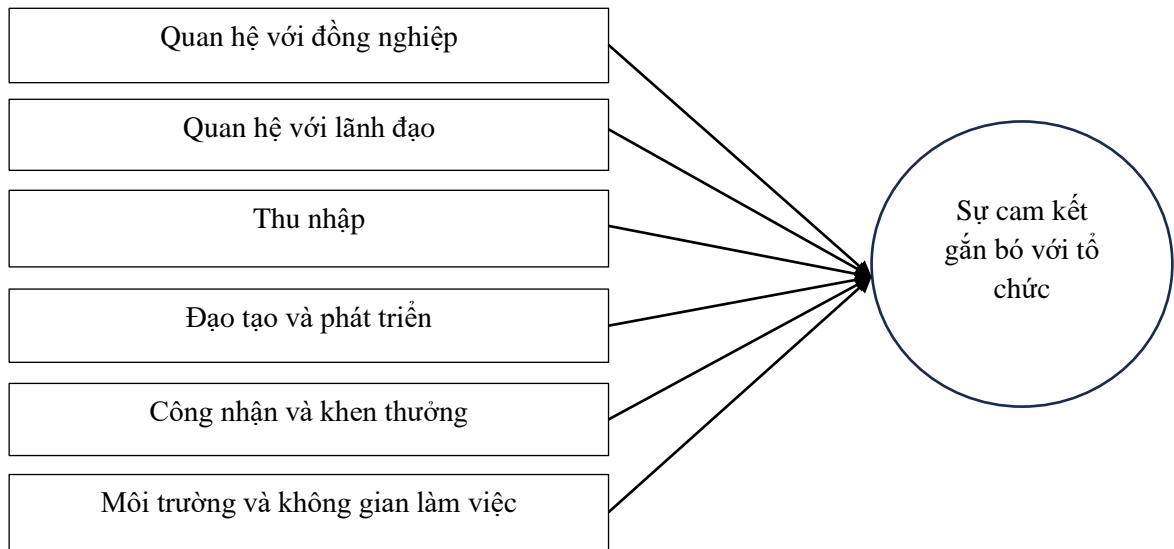 Quan hệ với đồng nghiệp
Quan hệ với lãnh đạo
Thu nhập
Đạo tạo và phát triển
Công nhận và khen thưởng
Môi trường và không gian làm việc
Sự cam kết
gắn bó với tổ
chức